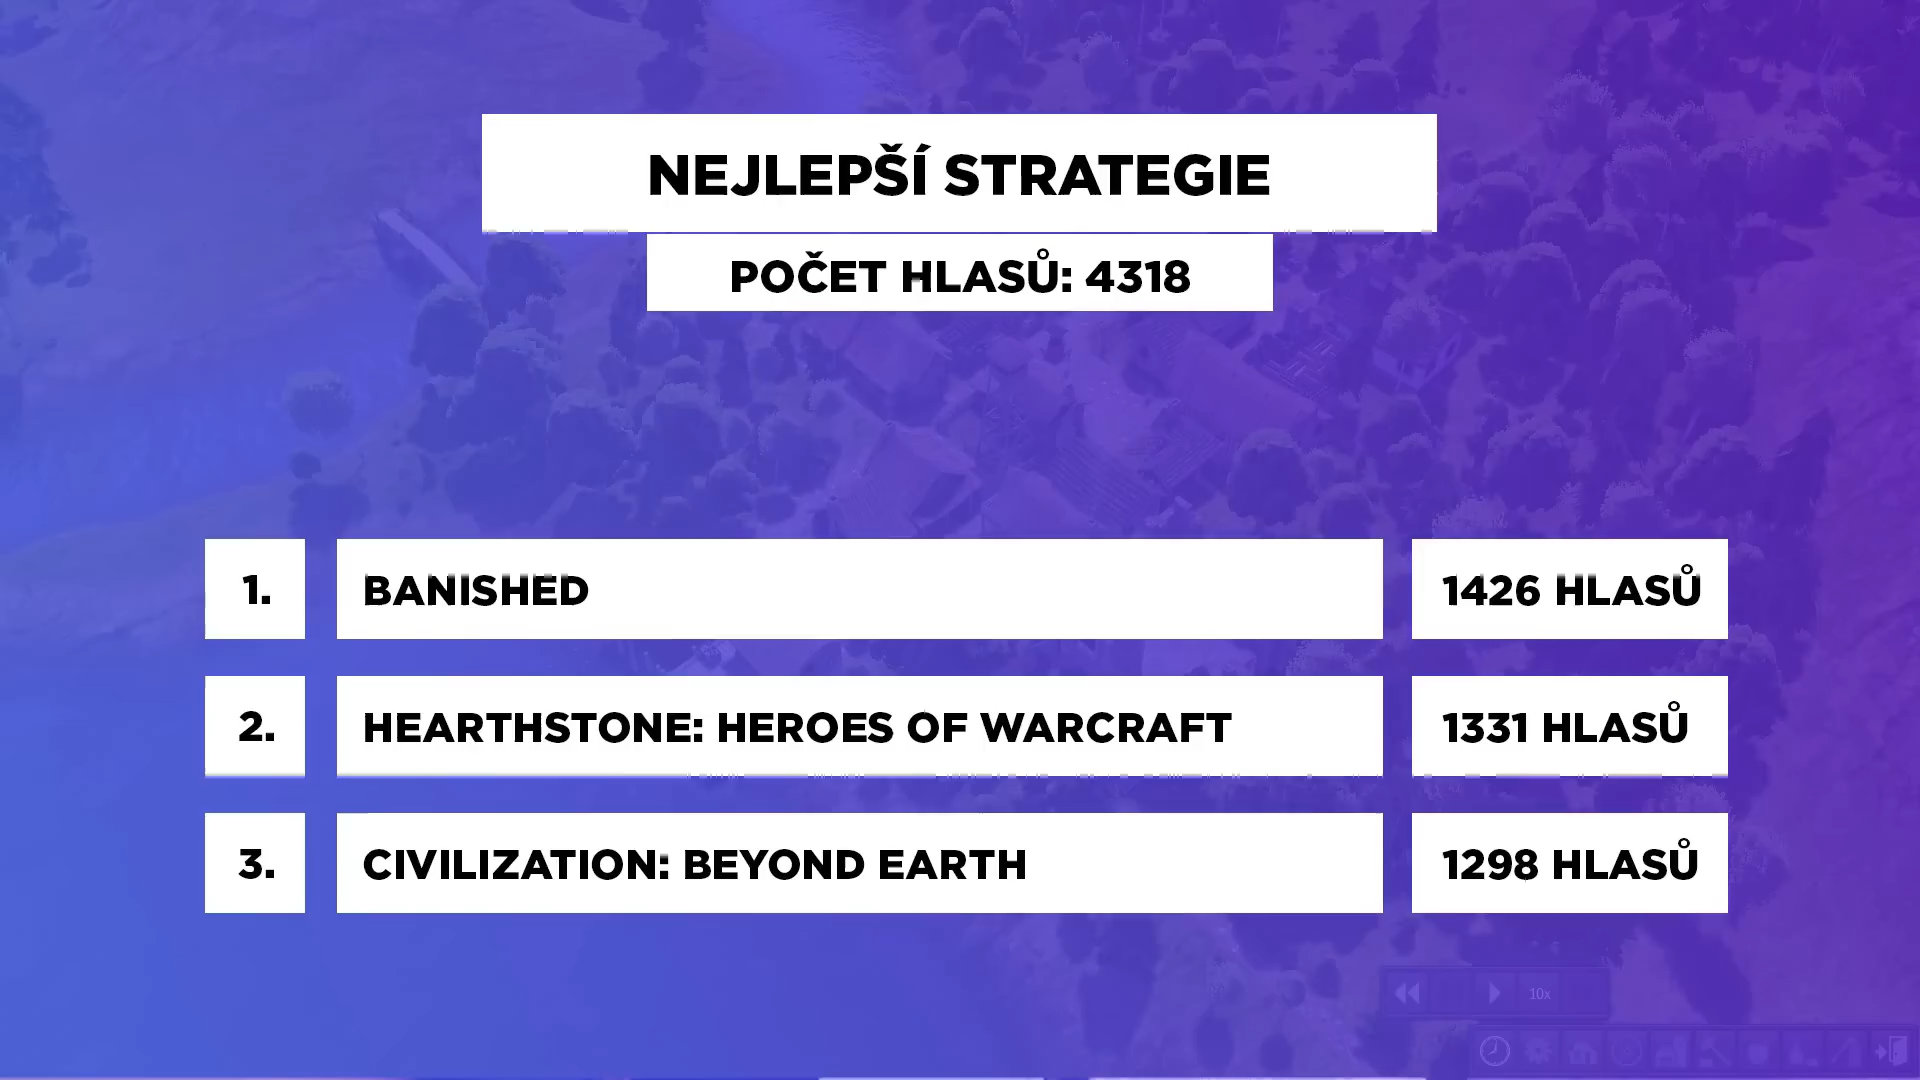 NEJLEPŠÍ STRATEGIE
POČET HLASŮ: 4318
1. BANISHED 1426 HLASŮ
2. HEARTHSTONE: HEROES OF WARCRAFT 1331 HLASŮ
3. CIVILIZATION: BEYOND EARTH 1298 HLASŮ
10x